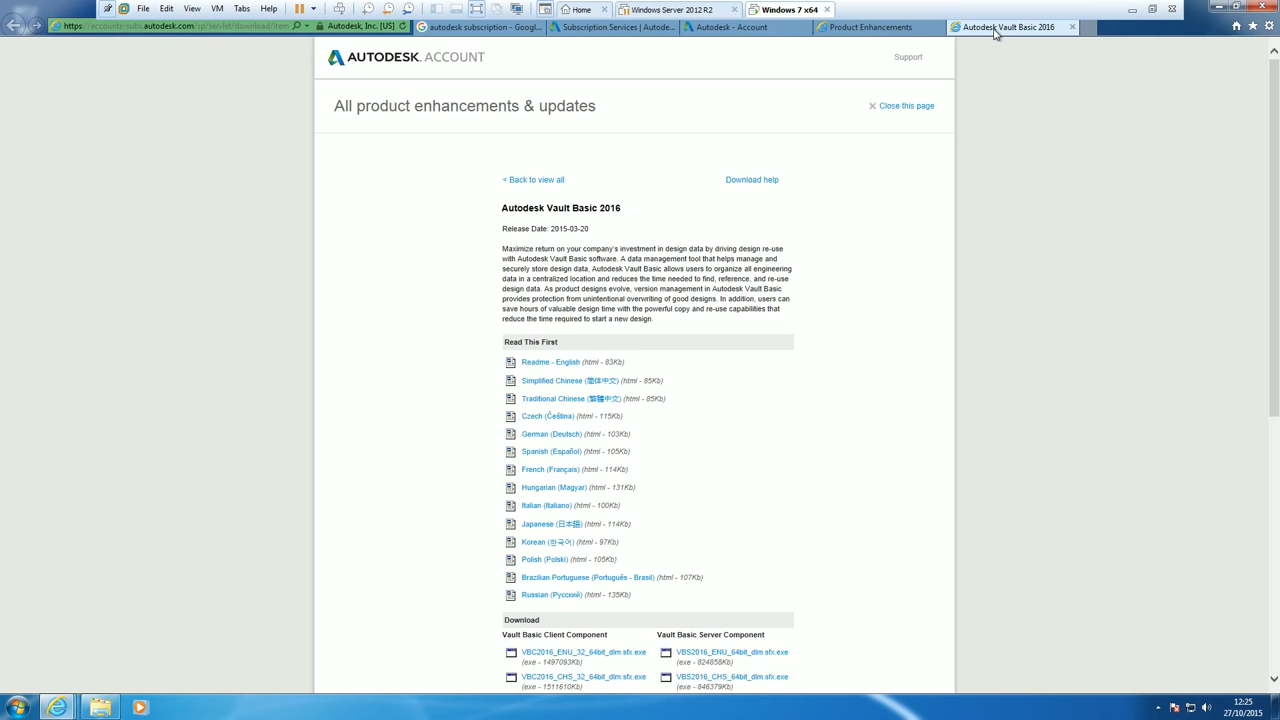 File Edit View VM Tabs Help
Home
Windows Server 2012 R2
Windows 7 x64
https://accounts-subs.autodesk.com/sp/servlet/download/item
Autodesk, Inc. [US]
autodesk subscription - Googl...
Subscription Services | Autode...
Autodesk - Account
Product Enhancements
Autodesk Vault Basic 2016
AUTODESK. ACCOUNT
Support
All product enhancements & updates
Close this page
< Back to view all
Download help
Autodesk Vault Basic 2016
Release Date: 2015-03-20
Maximize return on your company's investment in design data by driving design re-use
with Autodesk Vault Basic software. A data management tool that helps manage and
securely store design data, Autodesk Vault Basic allows users to organize all engineering
data in a centralized location and reduces the time needed to find, reference, and re-use
design data. As product designs evolve, version management in Autodesk Vault Basic
provides protection from unintentional overwriting of good designs. In addition, users can
save hours of valuable design time with the powerful copy and re-use capabilities that
reduce the time required to start a new design.
Read This First
Readme - English (html - 83Kb)
Simplified Chinese (简体中文) (html - 85Kb)
Traditional Chinese (繁體中文) (html - 85Kb)
Czech (Čeština) (html - 115Kb)
German (Deutsch) (html - 103Kb)
Spanish (Español) (html - 105Kb)
French (Français) (html - 114Kb)
Hungarian (Magyar) (html - 131Kb)
Italian (Italiano) (html - 100Kb)
Japanese (日本語) (html - 114Kb)
Korean (한국어) (html - 97Kb)
Polish (Polski) (html - 105Kb)
Brazilian Portuguese (Português - Brasil) (html - 107Kb)
Russian (Русский) (html - 135Kb)
Download
Vault Basic Client Component
Vault Basic Server Component
VBC2016_ENU_32_64bit_dlm.sfx.exe
(exe - 1497093Kb)
VBS2016_ENU_64bit_dlm.sfx.exe
(exe - 824858Kb)
VBC2016_CHS_32_64bit_dlm.sfx.exe
(exe - 1511610Kb)
VBS2016_CHS_64bit_dlm.sfx.exe
(exe - 846379Kb)
12:25
27/10/2015